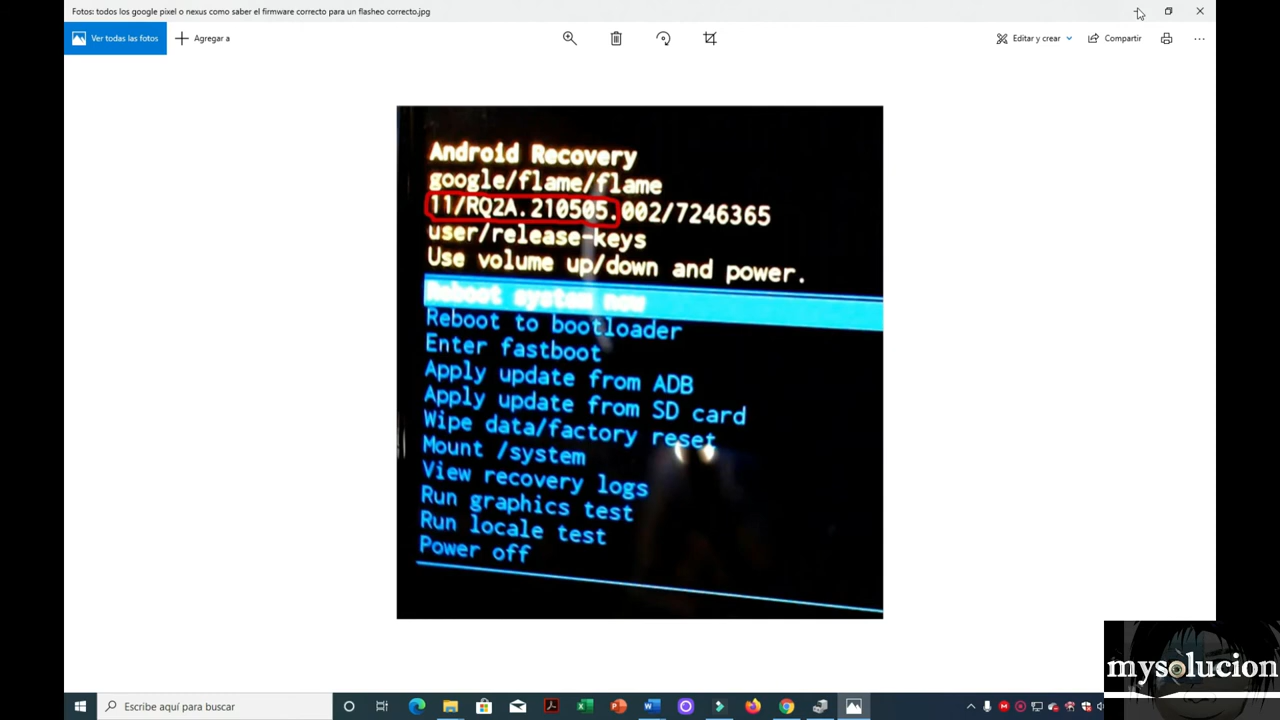 Fotos: todos los google pixel o nexus como saber el firmware correcto para un flasheo correcto.jpg
Ver todas las fotos
Agregar a
Editar y crear
Compartir
Android Recovery
google/flame/flame
11/RQ2A.210505.002/7246365
user/release-keys
Use volume up/down and power.
Reboot system now
Reboot to bootloader
Enter fastboot
Apply update from ADB
Apply update from SD card
Wipe data/factory reset
Mount /system
View recovery logs
Run graphics test
Run locale test
Power off
mysolucion
Escribe aquí para buscar